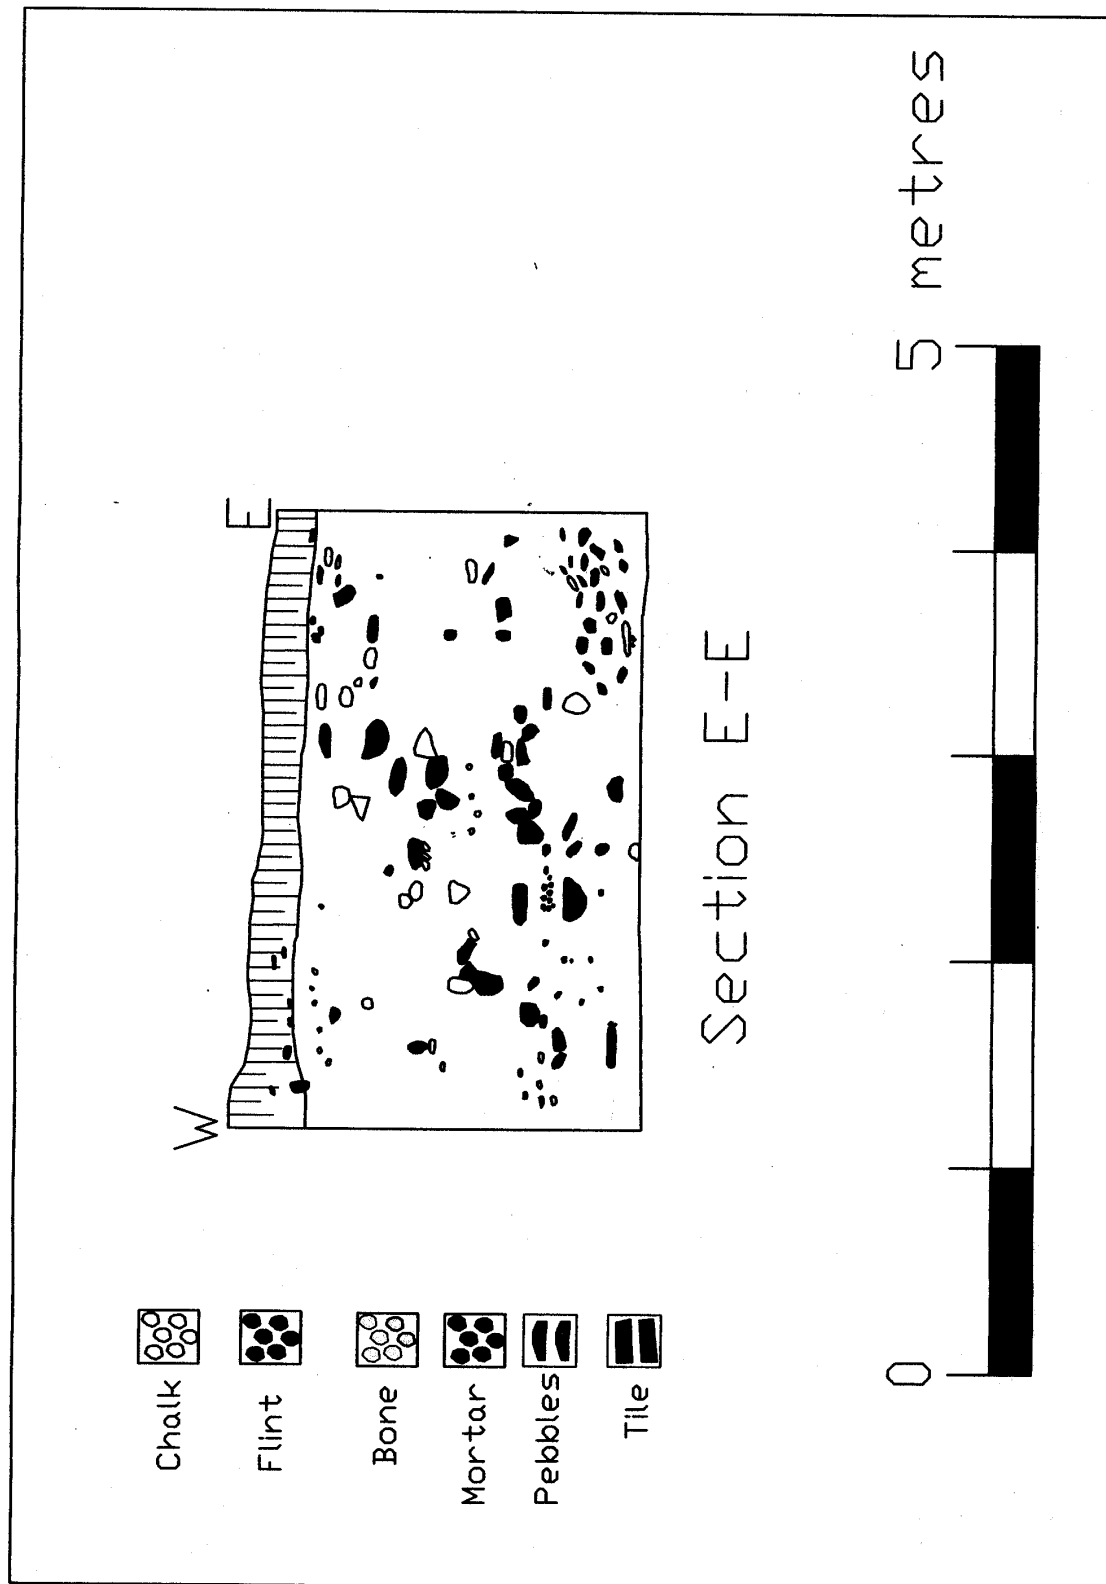 W
E
Chalk
Flint
Bone
Mortar
Pebbles
Tile
Section E-E
0
5 metres